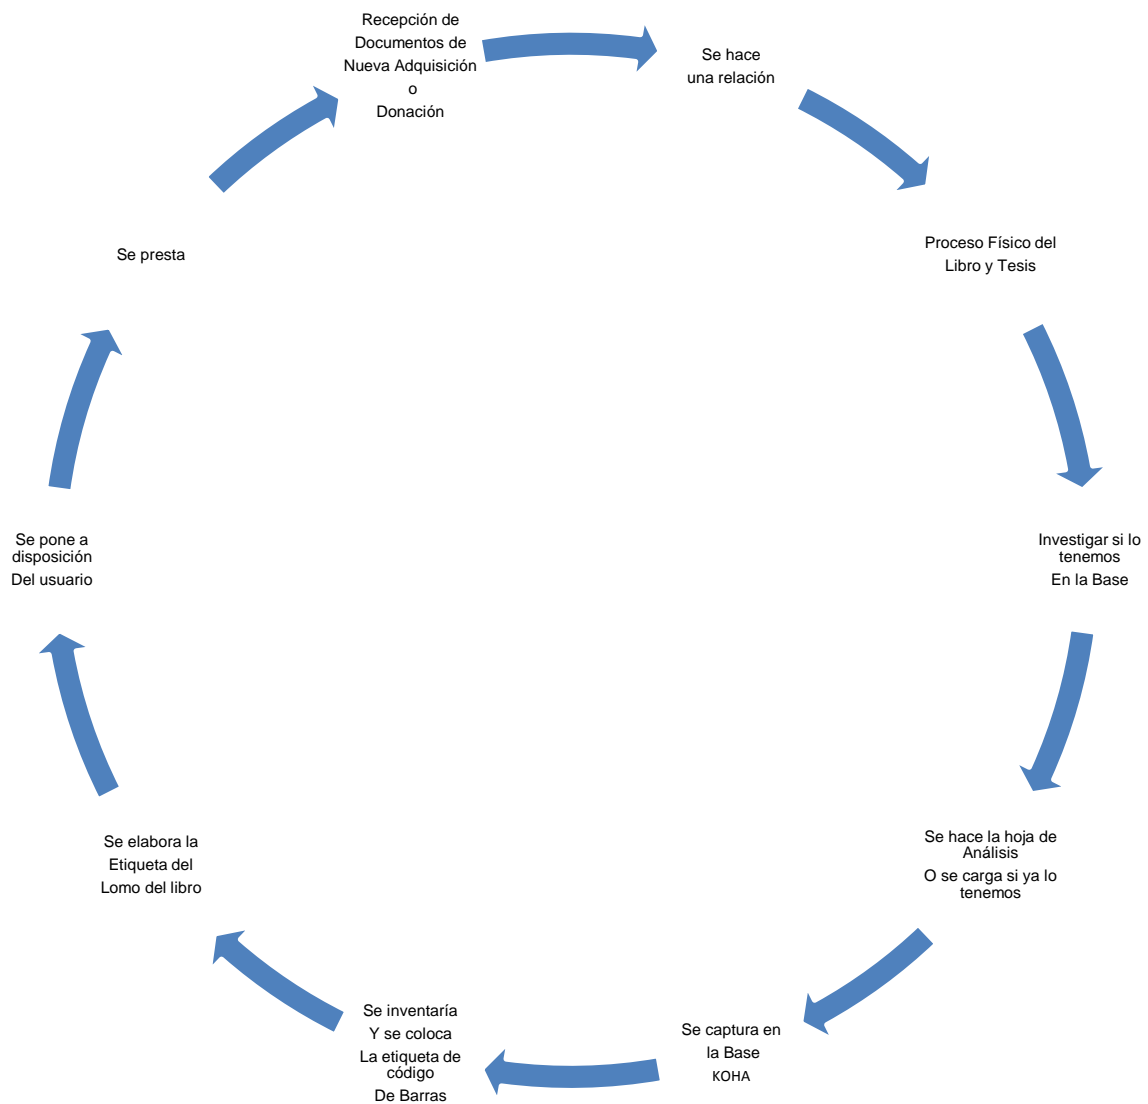 Recepción de
Documentos de
Nueva Adquisición
o
Donación
Se hace
una relación
Proceso Físico del
Libro y Tesis
Investigar si lo
tenemos
En la Base
Se hace la hoja de
Análisis
O se carga si ya lo
tenemos
Se captura en
la Base
KOHA
Se inventaría
Y se coloca
La etiqueta de
código
De Barras
Se elabora la
Etiqueta del
Lomo del libro
Se pone a
disposición
Del usuario
Se presta